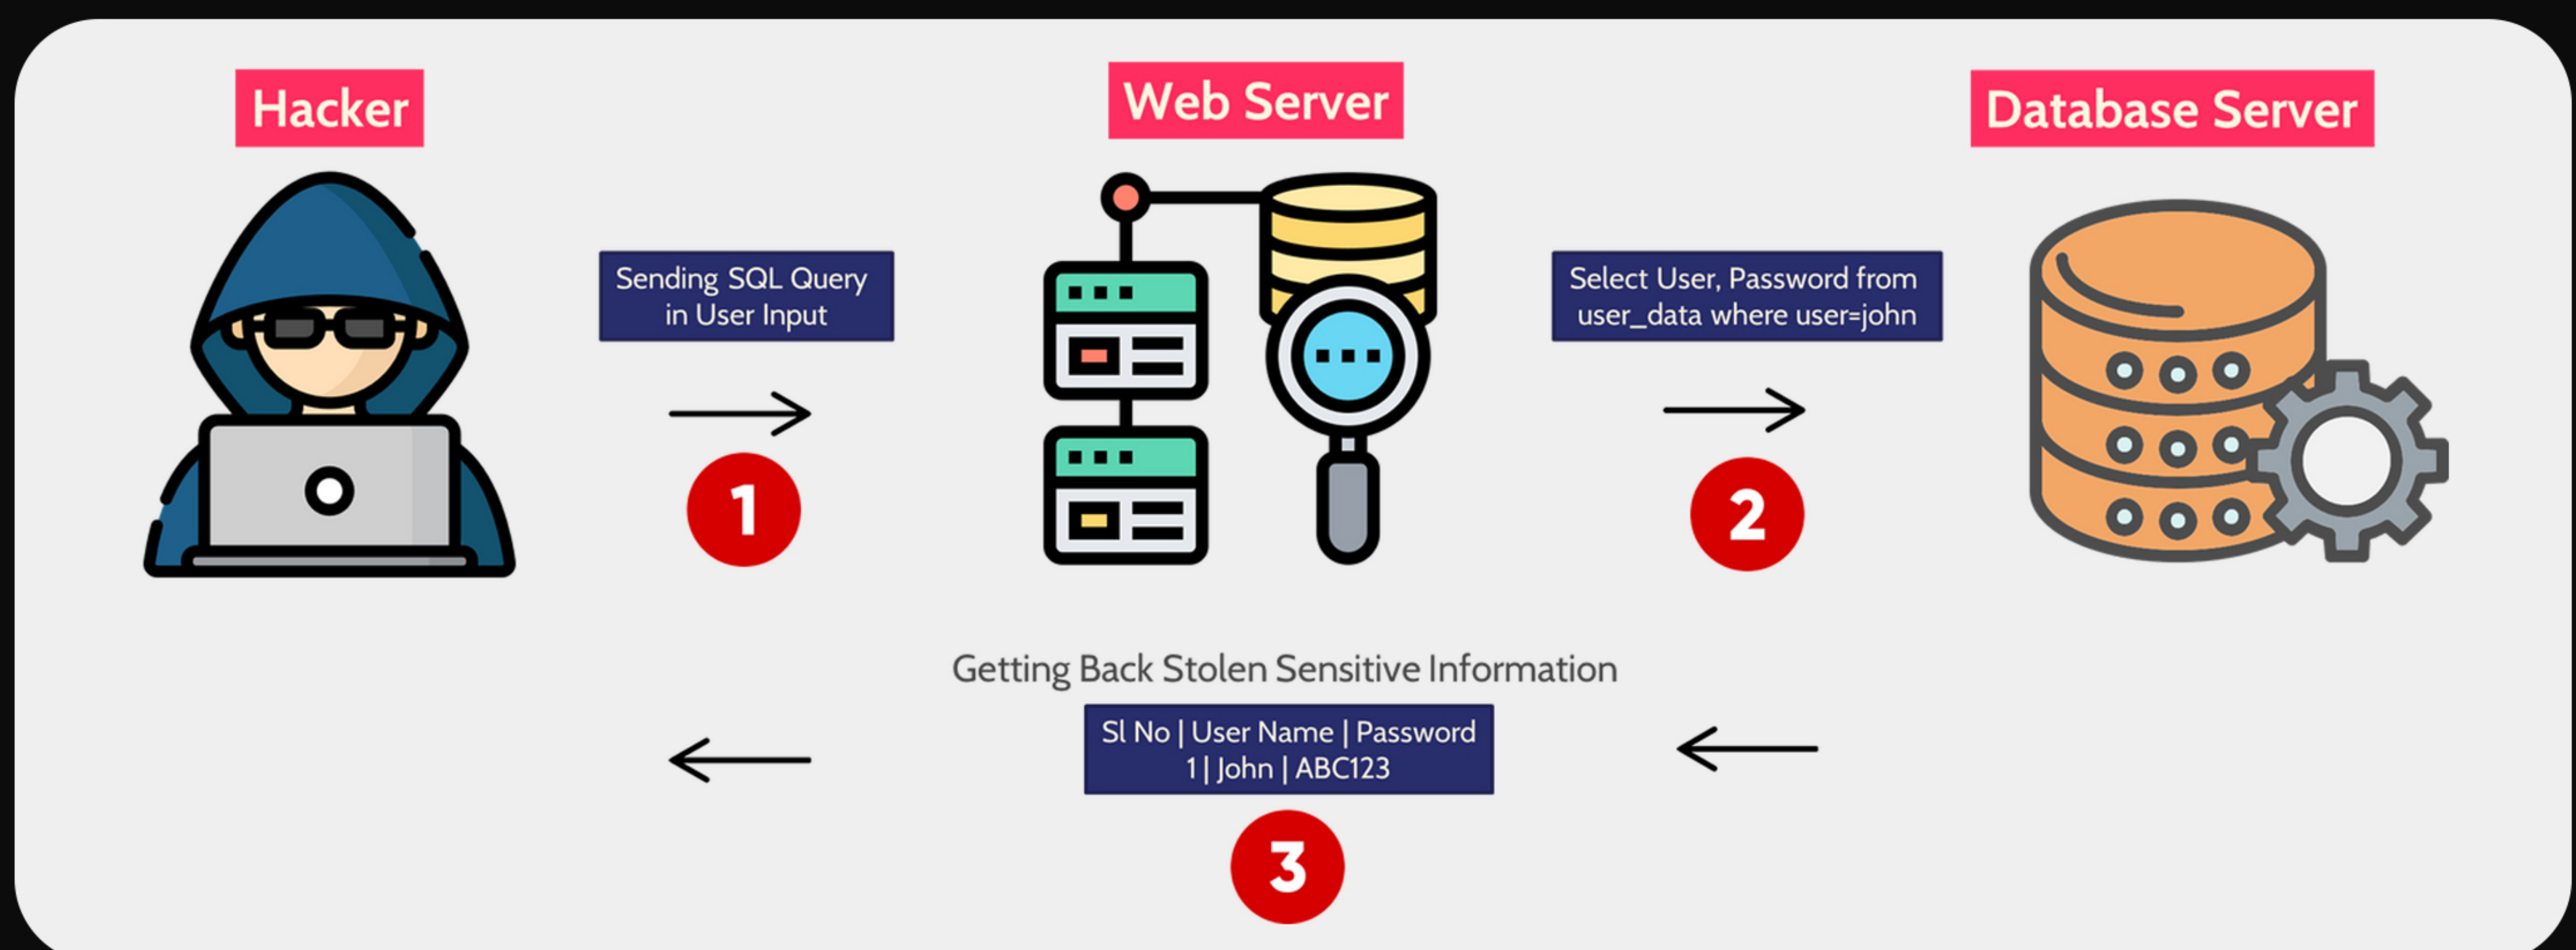 Hacker
Web Server
Database Server
Sending SQL Query
in User Input
Select User, Password from
user_data where user=john
1
2
Getting Back Stolen Sensitive Information
Sl No | User Name | Password
1 | John | ABC123
3